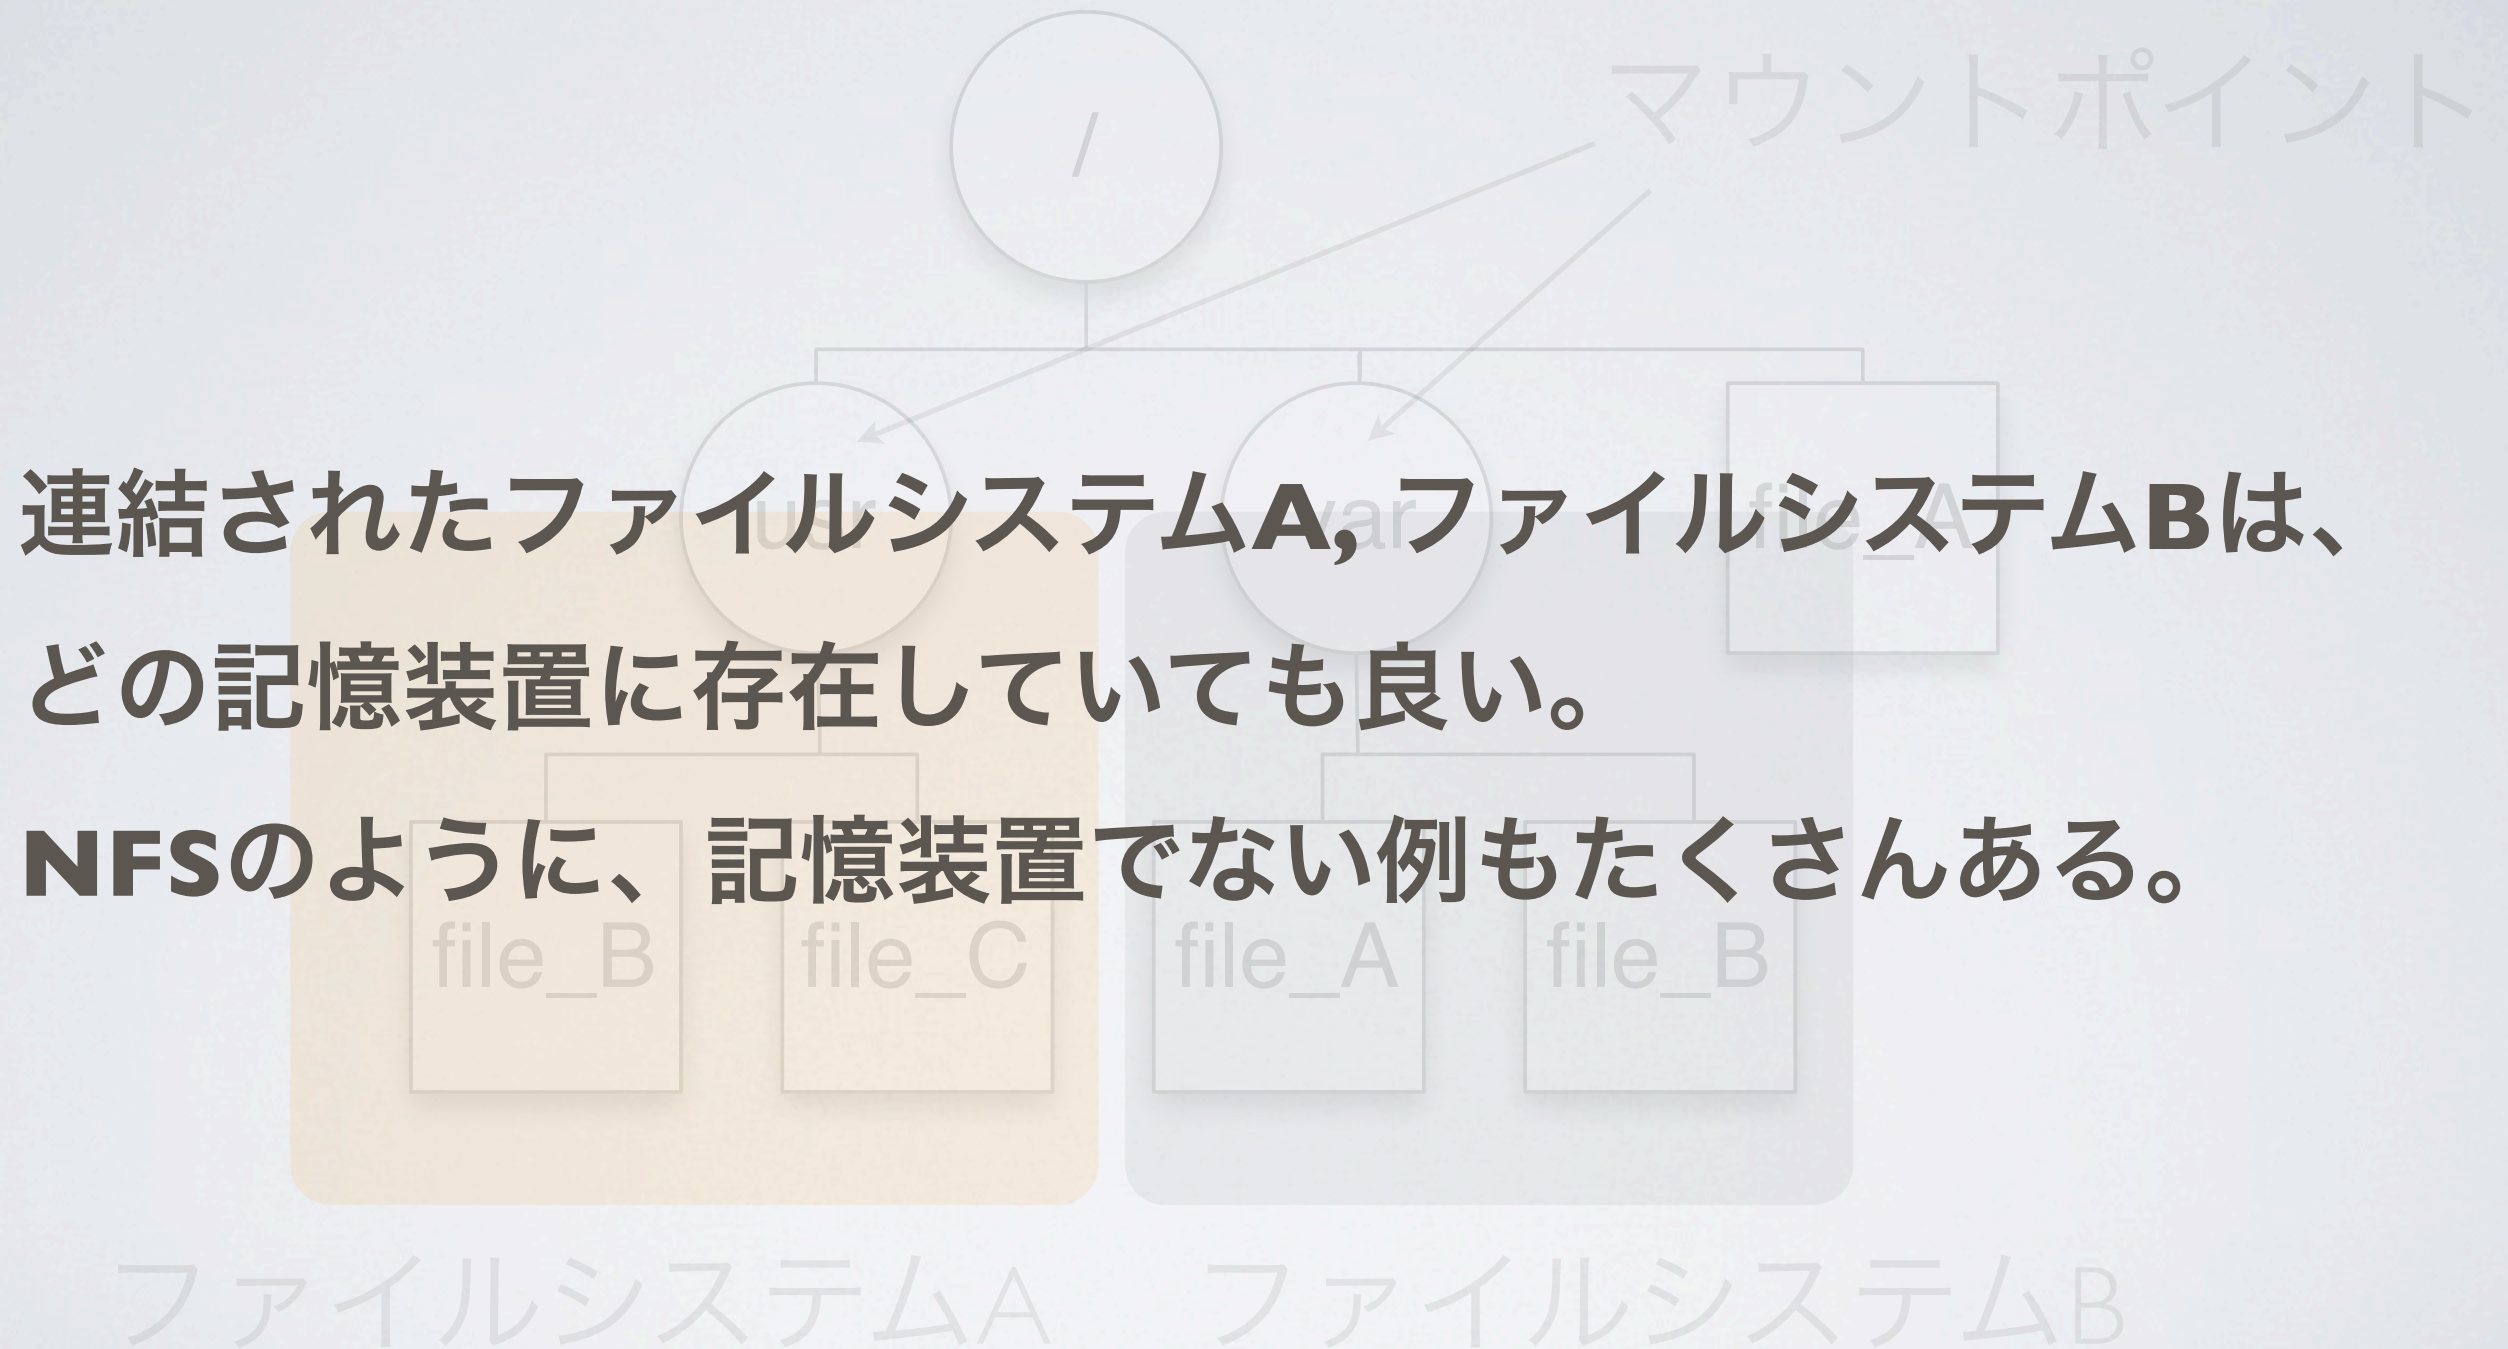 /
マウントポイント
usr
var
file_A
連結されたファイルシステムA,ファイルシステムBは、
どの記憶装置に存在していても良い。
NFSのように、記憶装置でない例もたくさんある。
file_B
file_C
file_A
file_B
ファイルシステムA
ファイルシステムB